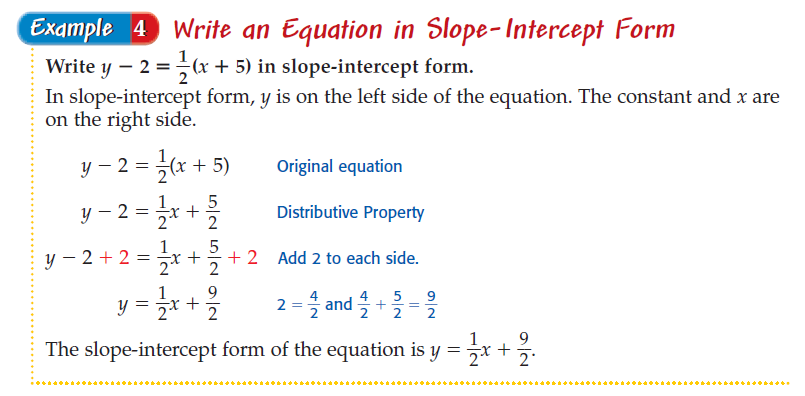 Example 4 Write an Equation in Slope-Intercept Form
Write y − 2 = 1/2(x + 5) in slope-intercept form.
In slope-intercept form, y is on the left side of the equation. The constant and x are
on the right side.
y − 2 = 1/2(x + 5) Original equation
y − 2 = 1/2x + 5/2 Distributive Property
y − 2 + 2 = 1/2x + 5/2 + 2 Add 2 to each side.
y = 1/2x + 9/2 2 = 4/2 and 4/2 + 5/2 = 9/2
The slope-intercept form of the equation is y = 1/2x + 9/2.